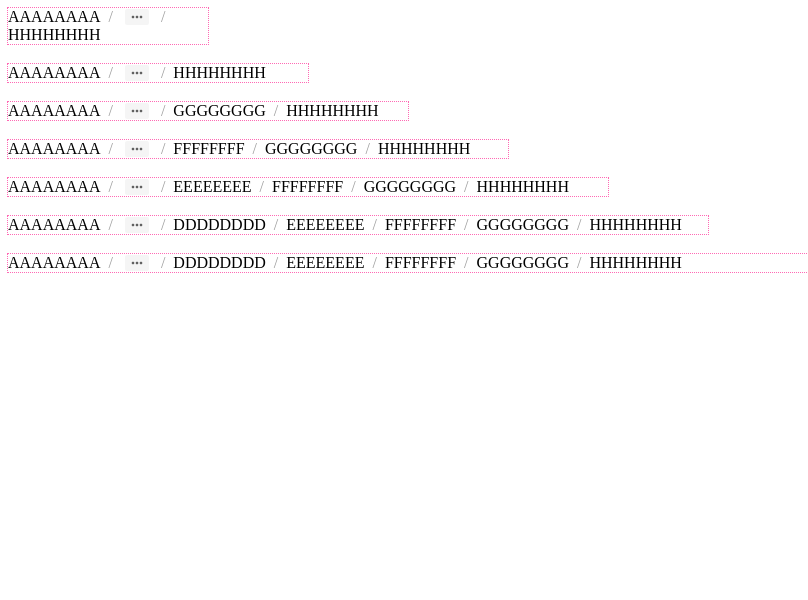 AAAAAAAA / ••• /
HHHHHHHH
AAAAAAAA / ••• / HHHHHHHH
AAAAAAAA / ••• / GGGGGGGG / HHHHHHHH
AAAAAAAA / ••• / FFFFFFFF / GGGGGGGG / HHHHHHHH
AAAAAAAA / ••• / EEEEEEEE / FFFFFFFF / GGGGGGGG / HHHHHHHH
AAAAAAAA / ••• / DDDDDDDD / EEEEEEEE / FFFFFFFF / GGGGGGGG / HHHHHHHH
AAAAAAAA / ••• / DDDDDDDD / EEEEEEEE / FFFFFFFF / GGGGGGGG / HHHHHHHH